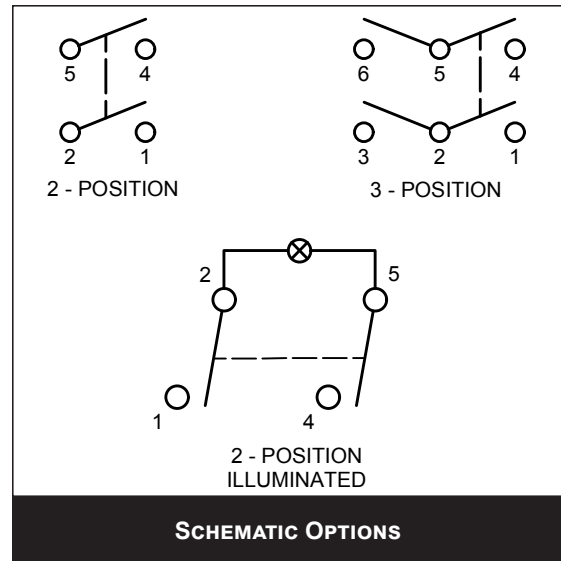 5 4
6 5 4
2 1
3 2 1
2 - POSITION
3 - POSITION
2 5
1 4
2 - POSITION
ILLUMINATED
SCHEMATIC OPTIONS